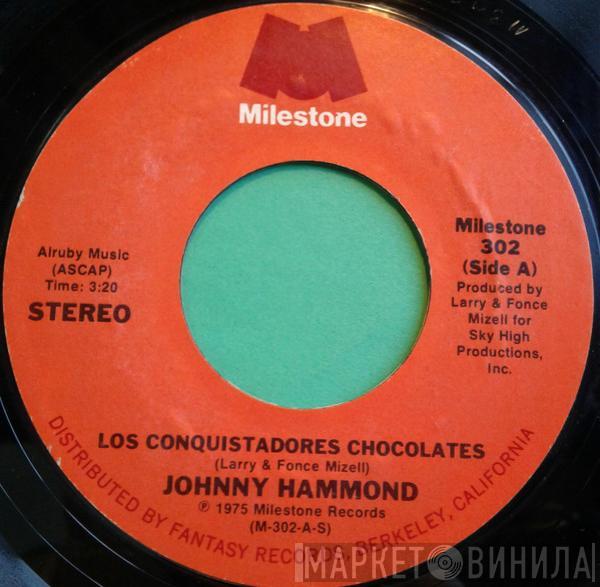 Milestone
Alruby Music
(ASCAP)
Time: 3:20
STEREO
Milestone
302
(Side A)
Produced by
Larry & Fonce
Mizell for
Sky High
Productions,
Inc.
LOS CONQUISTADORES CHOCOLATES
(Larry & Fonce Mizell)
JOHNNY HAMMOND
℗ 1975 Milestone Records
(M-302-A-S)
DISTRIBUTED BY FANTASY RECORDS, BERKELEY, CALIFORNIA
МАРКЕТ ВИНИЛА